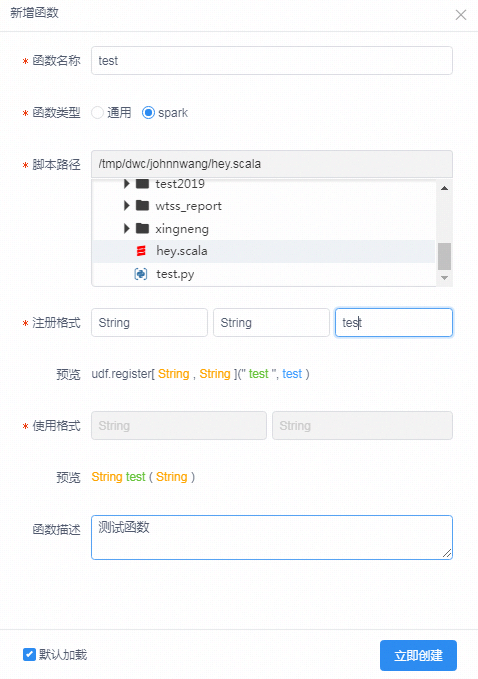 新增函数
* 函数名称 test
* 函数类型 通用 spark
* 脚本路径 /tmp/dwc/johnnwang/hey.scala
test2019
wtss_report
xingneng
hey.scala
test.py
* 注册格式 String String test
预览 udf.register[ String , String ](" test ", test )
* 使用格式 String String
预览 String test ( String )
函数描述 测试函数
默认加载 立即创建